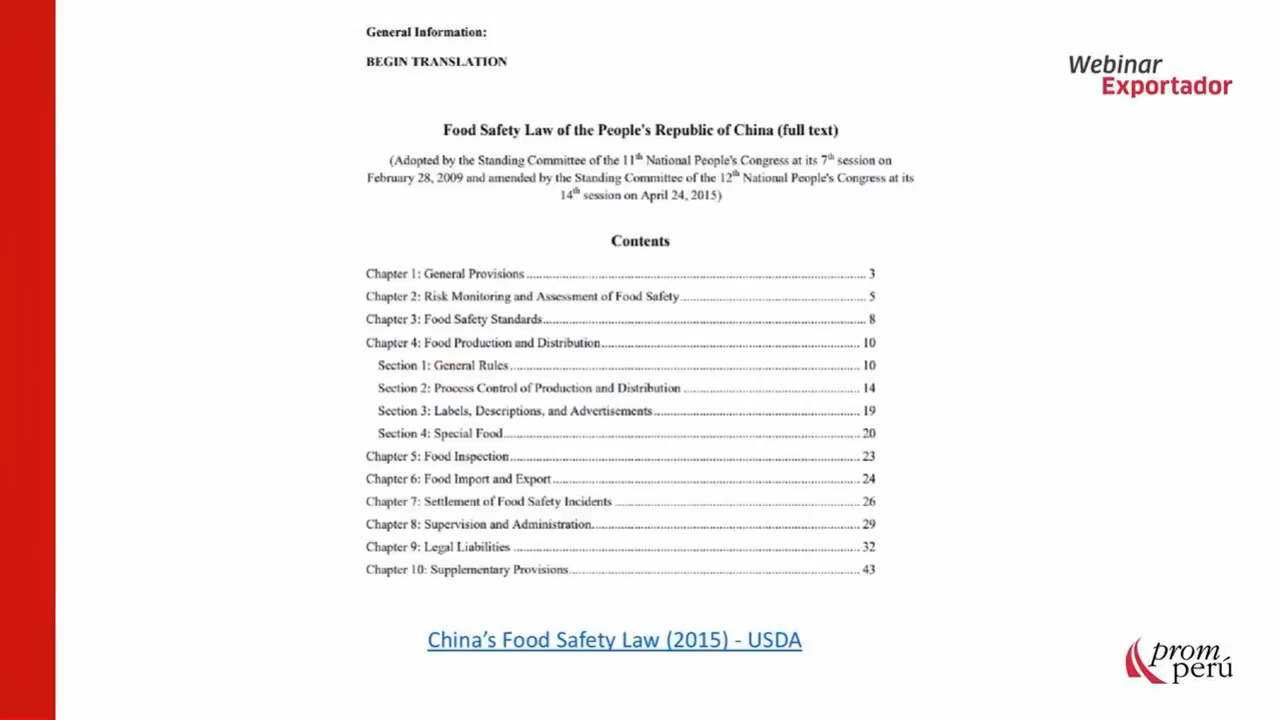 General Information:
BEGIN TRANSLATION
Webinar
Exportador
Food Safety Law of the People's Republic of China (full text)
(Adopted by the Standing Committee of the 11th National People's Congress at its 7th session on
February 28, 2009 and amended by the Standing Committee of the 12th National People's Congress at its
14th session on April 24, 2015)
Contents
Chapter 1: General Provisions 3
Chapter 2: Risk Monitoring and Assessment of Food Safety 5
Chapter 3: Food Safety Standards 8
Chapter 4: Food Production and Distribution 10
Section 1: General Rules 10
Section 2: Process Control of Production and Distribution 14
Section 3: Labels, Descriptions, and Advertisements 19
Section 4: Special Food 20
Chapter 5: Food Inspection 23
Chapter 6: Food Import and Export 24
Chapter 7: Settlement of Food Safety Incidents 26
Chapter 8: Supervision and Administration 29
Chapter 9: Legal Liabilities 32
Chapter 10: Supplementary Provisions 43
China's Food Safety Law (2015) - USDA
prom
perú